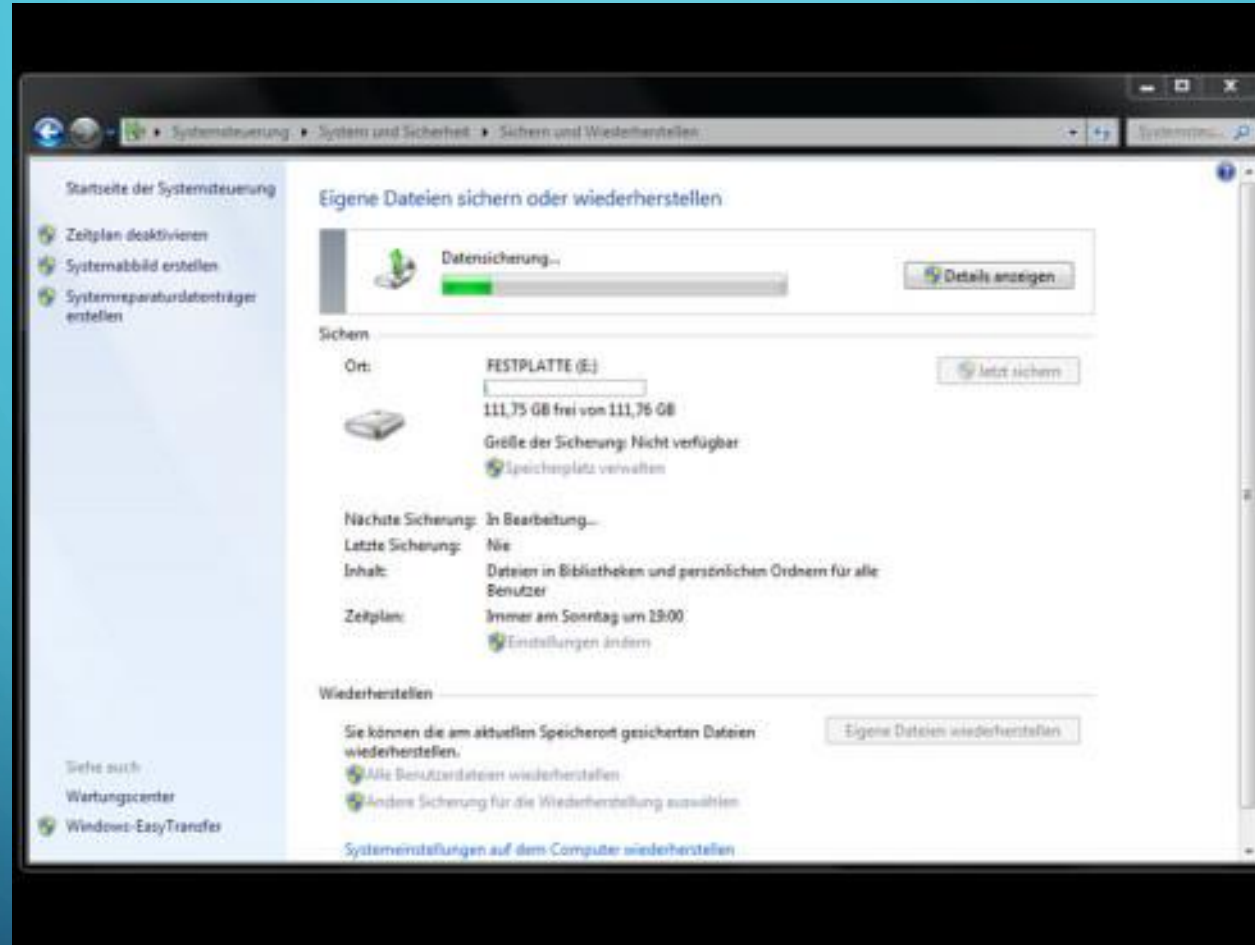 Systemsteuerung ▸ System und Sicherheit ▸ Sichern und Wiederherstellen
Startseite der Systemsteuerung
Zeitplan deaktivieren
Systemabbild erstellen
Systemreparaturdatenträger
erstellen
Eigene Dateien sichern oder wiederherstellen
Datensicherung...
Details anzeigen
Sichern
Ort:
FESTPLATTE (E:)
Jetzt sichern
111,75 GB frei von 111,76 GB
Größe der Sicherung: Nicht verfügbar
Speicherplatz verwalten
Nächste Sicherung: In Bearbeitung...
Letzte Sicherung: Nie
Inhalt: Dateien in Bibliotheken und persönlichen Ordnern für alle
Benutzer
Zeitplan: Immer am Sonntag um 19:00
Einstellungen ändern
Wiederherstellen
Sie können die am aktuellen Speicherort gesicherten Dateien
wiederherstellen.
Eigene Dateien wiederherstellen
Alle Benutzerdateien wiederherstellen
Andere Sicherung für die Wiederherstellung auswählen
Systemeinstellungen auf dem Computer wiederherstellen
Siehe auch
Wartungscenter
Windows-EasyTransfer